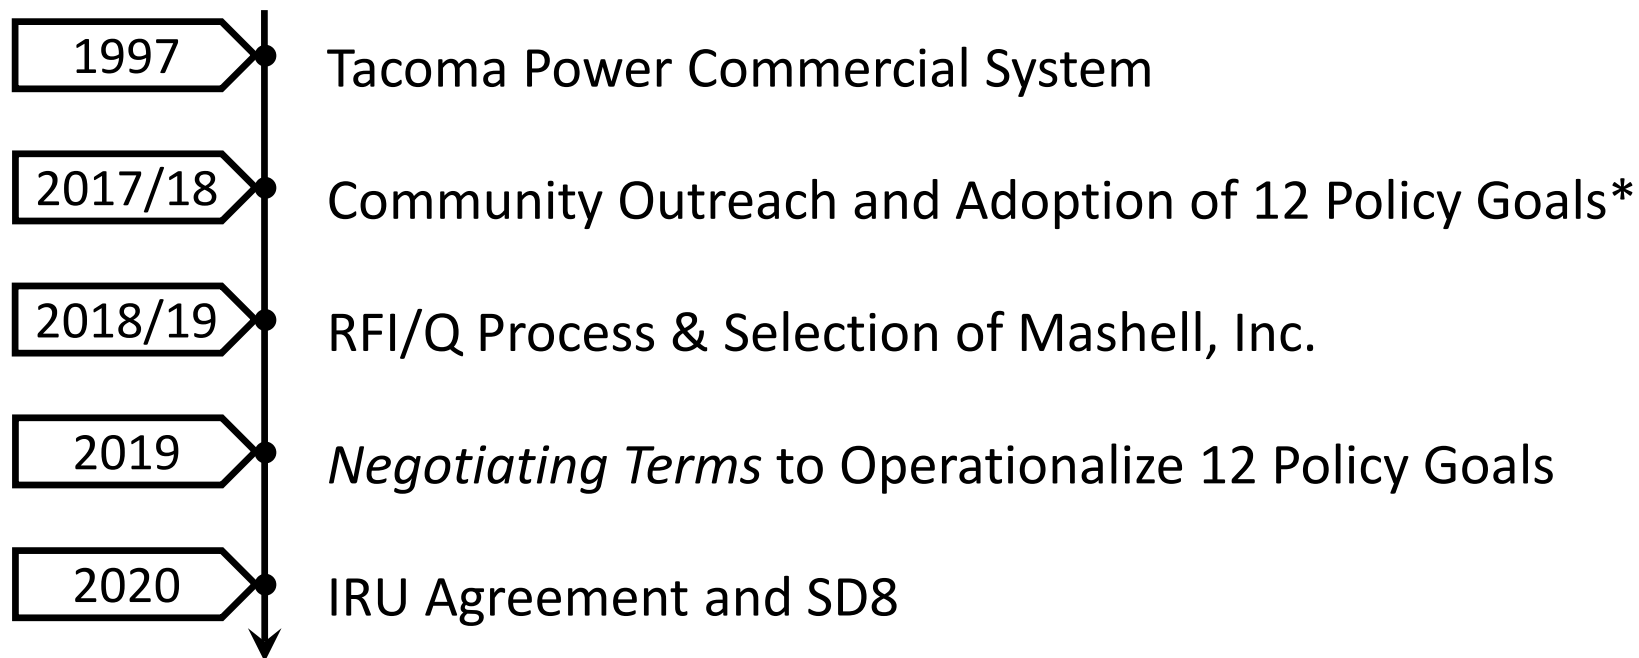 1997
Tacoma Power Commercial System
2017/18
Community Outreach and Adoption of 12 Policy Goals*
2018/19
RFI/Q Process & Selection of Mashell, Inc.
2019
Negotiating Terms to Operationalize 12 Policy Goals
2020
IRU Agreement and SD8